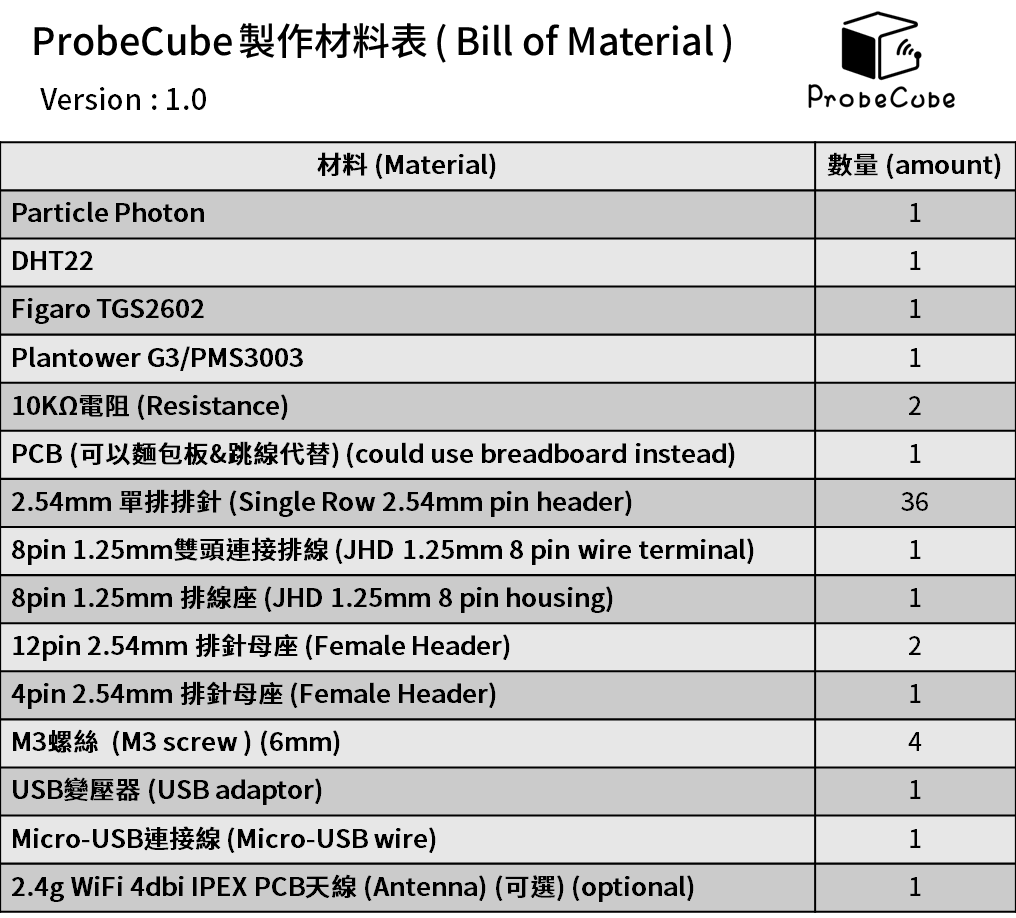 ProbeCube製作材料表 ( Bill of Material )
Version : 1.0
ProbeCube
材料 (Material) 數量 (amount)
Particle Photon 1
DHT22 1
Figaro TGS2602 1
Plantower G3/PMS3003 1
10KΩ電阻 (Resistance) 2
PCB (可以麵包板&跳線代替) (could use breadboard instead) 1
2.54mm 單排排針 (Single Row 2.54mm pin header) 36
8pin 1.25mm雙頭連接排線 (JHD 1.25mm 8 pin wire terminal) 1
8pin 1.25mm 排線座 (JHD 1.25mm 8 pin housing) 1
12pin 2.54mm 排針母座 (Female Header) 2
4pin 2.54mm 排針母座 (Female Header) 1
M3螺絲 (M3 screw ) (6mm) 4
USB變壓器 (USB adaptor) 1
Micro-USB連接線 (Micro-USB wire) 1
2.4g WiFi 4dbi IPEX PCB天線 (Antenna) (可選) (optional) 1